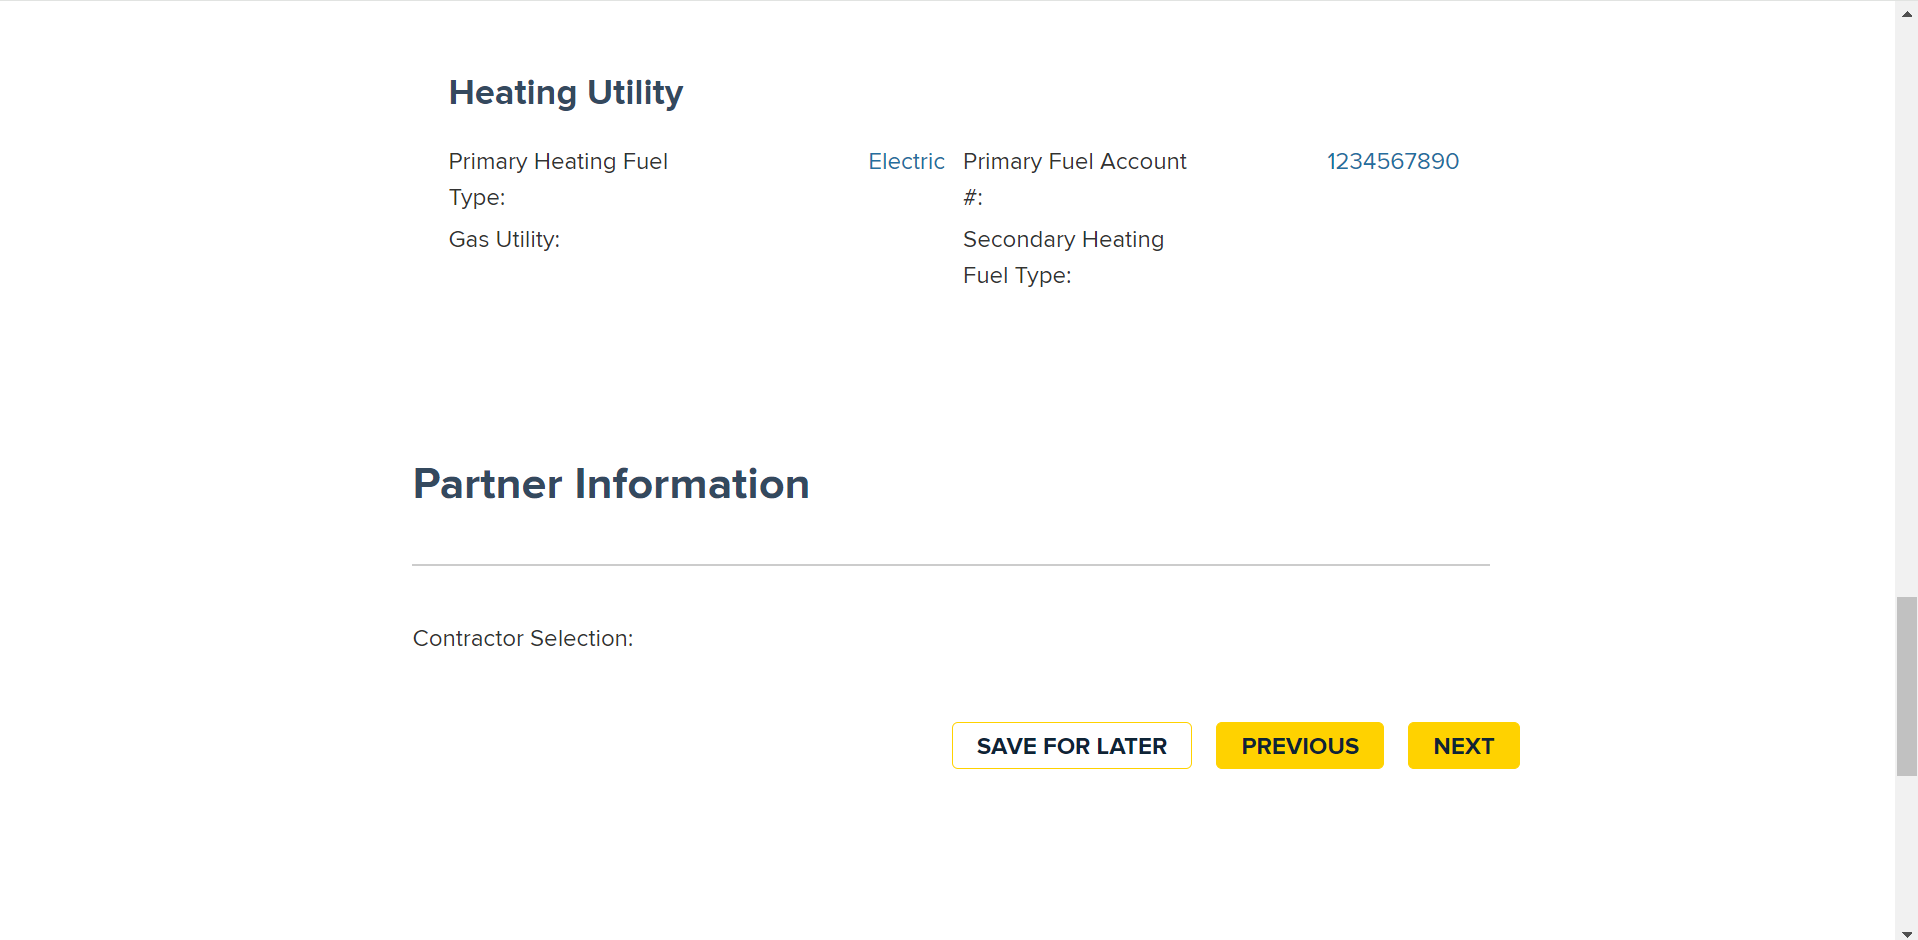 Heating Utility
Primary Heating Fuel Type: Electric
Primary Fuel Account #: 1234567890
Gas Utility:
Secondary Heating Fuel Type:
Partner Information
Contractor Selection:
SAVE FOR LATER
PREVIOUS
NEXT